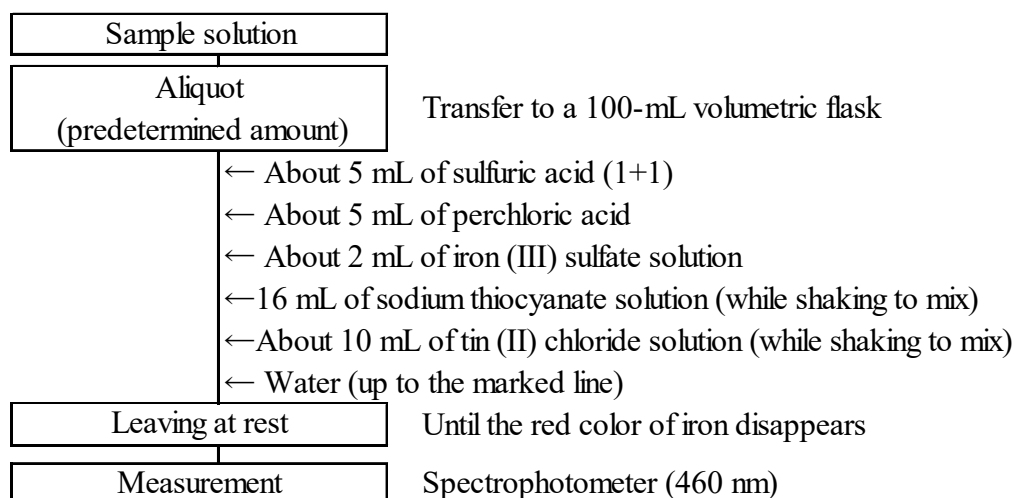 Sample solution
Aliquot
(predetermined amount)
Transfer to a 100-mL volumetric flask
← About 5 mL of sulfuric acid (1+1)
← About 5 mL of perchloric acid
← About 2 mL of iron (III) sulfate solution
←16 mL of sodium thiocyanate solution (while shaking to mix)
←About 10 mL of tin (II) chloride solution (while shaking to mix)
← Water (up to the marked line)
Leaving at rest
Until the red color of iron disappears
Measurement
Spectrophotometer (460 nm)